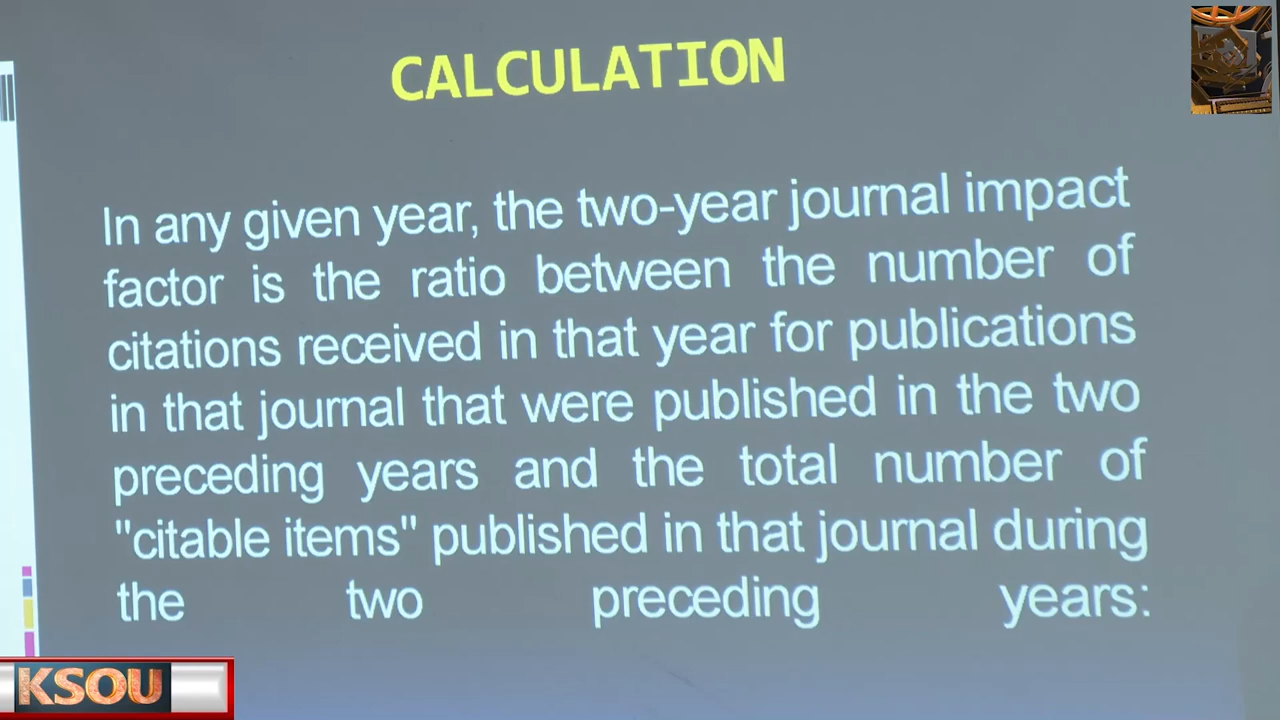 CALCULATION
In any given year, the two-year journal impact
factor is the ratio between the number of
citations received in that year for publications
in that journal that were published in the two
preceding years and the total number of
"citable items" published in that journal during
the two preceding years:
KSOU